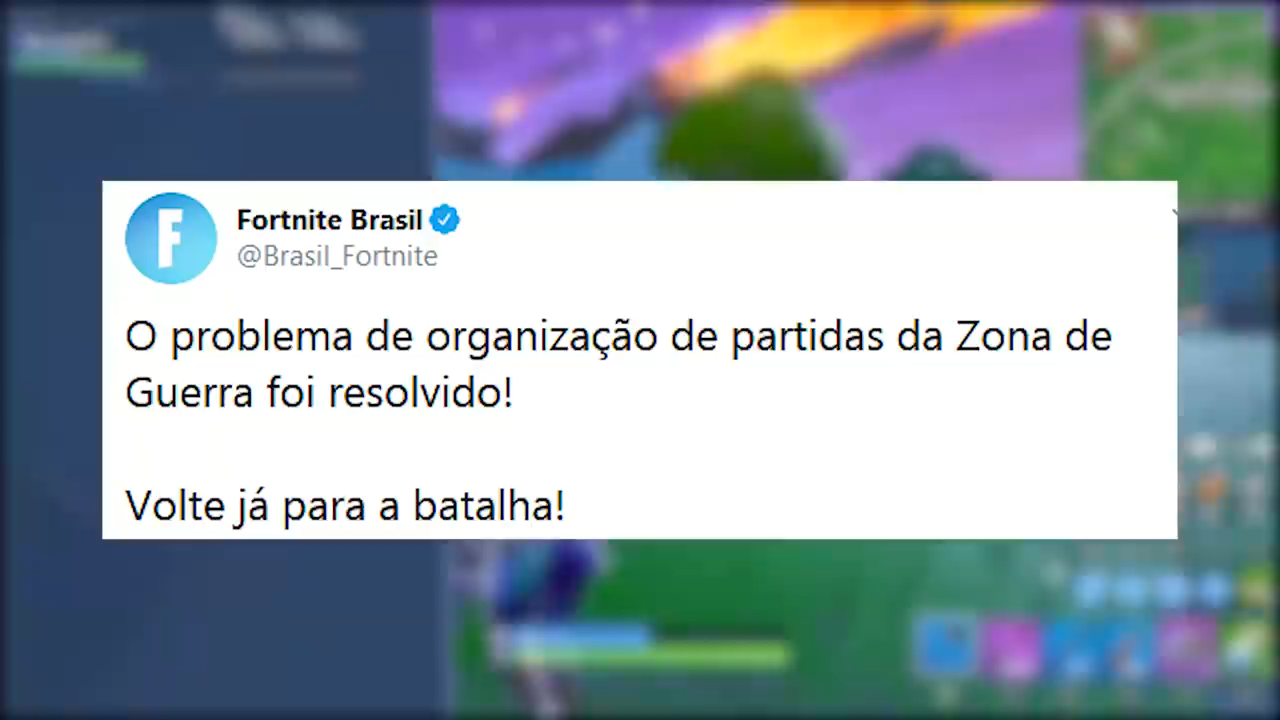 Fortnite Brasil
@Brasil_Fortnite
O problema de organização de partidas da Zona de
Guerra foi resolvido!
Volte já para a batalha!